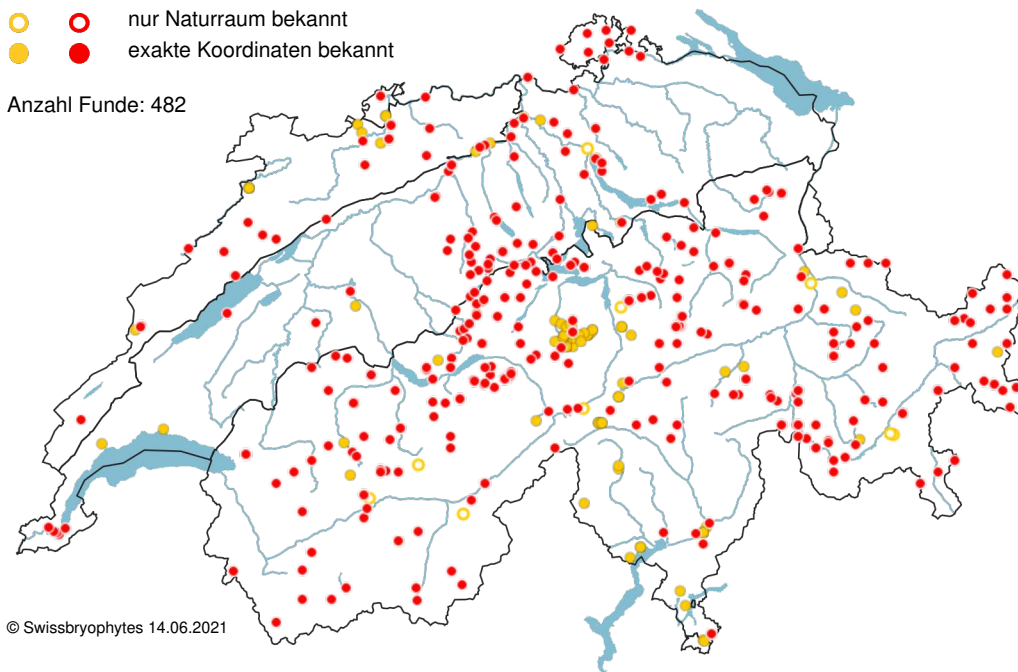 nur Naturraum bekannt
exakte Koordinaten bekannt
Anzahl Funde: 482
© Swissbryophytes 14.06.2021